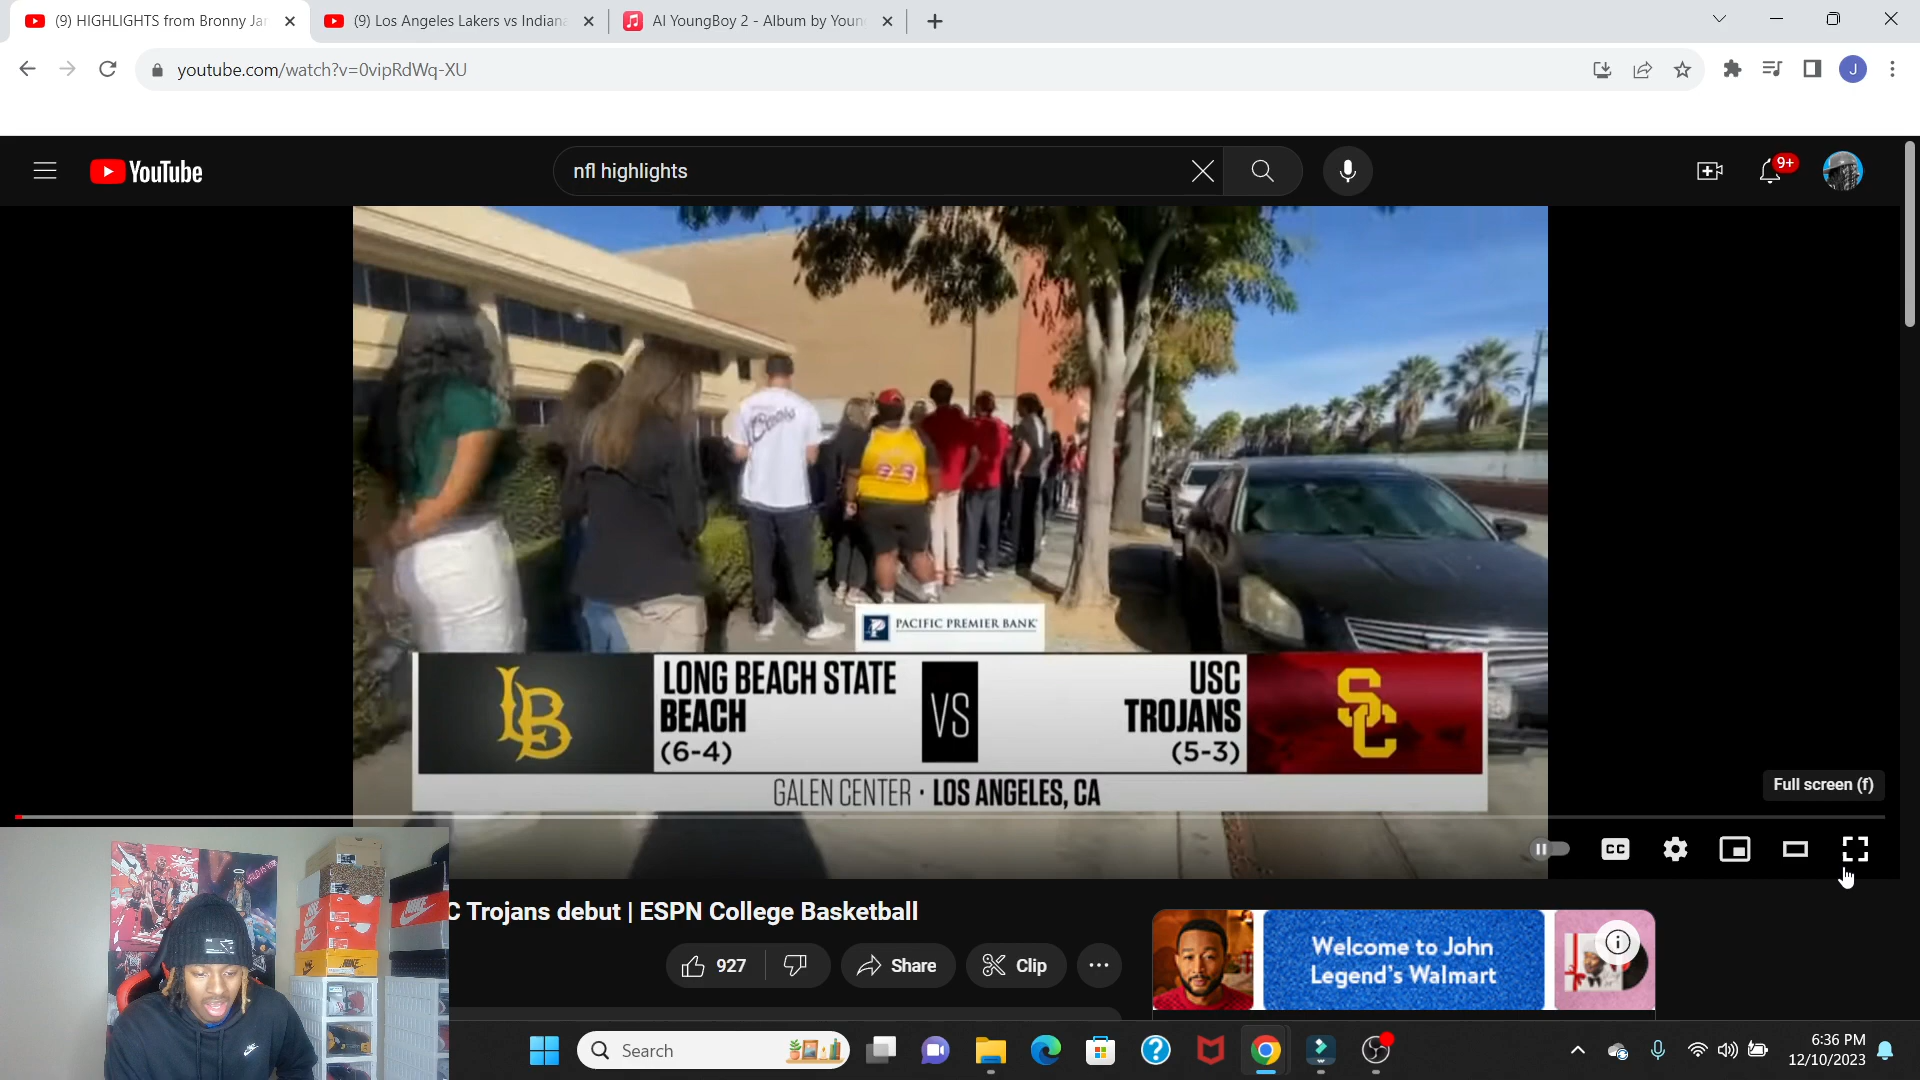 (9) HIGHLIGHTS from Bronny Ja
(9) Los Angeles Lakers vs Indian
AI YoungBoy 2 - Album by Youn
youtube.com/watch?v=0vipRdWq-XU
J
YouTube
nfl highlights
9+
PACIFIC PREMIER BANK
LB
LONG BEACH STATE
BEACH
(6-4)
VS
USC
TROJANS
(5-3)
SC
GALEN CENTER · LOS ANGELES, CA
Full screen (f)
CC
C Trojans debut | ESPN College Basketball
927
Share
Clip
Welcome to John
Legend's Walmart
Search
6:36 PM
12/10/2023